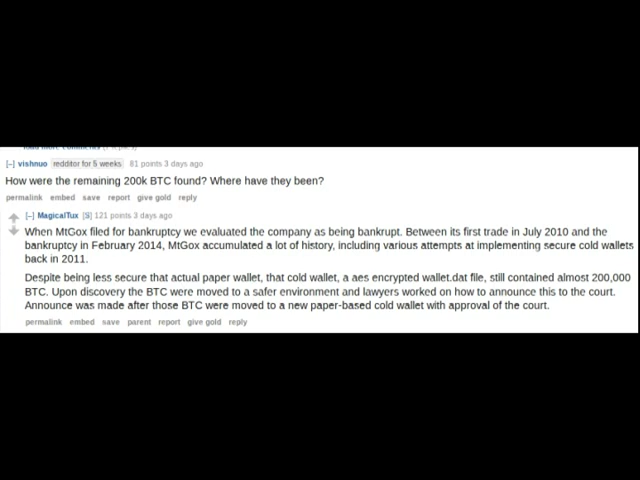 [–] vishnuo redditor for 5 weeks 81 points 3 days ago
How were the remaining 200k BTC found? Where have they been?
permalink embed save report give gold reply
[–] MagicalTux [S] 121 points 3 days ago
When MtGox filed for bankruptcy we evaluated the company as being bankrupt. Between its first trade in July 2010 and the
bankruptcy in February 2014, MtGox accumulated a lot of history, including various attempts at implementing secure cold wallets
back in 2011.
Despite being less secure that actual paper wallet, that cold wallet, a aes encrypted wallet.dat file, still contained almost 200,000
BTC. Upon discovery the BTC were moved to a safer environment and lawyers worked on how to announce this to the court.
Announce was made after those BTC were moved to a new paper-based cold wallet with approval of the court.
permalink embed save parent report give gold reply